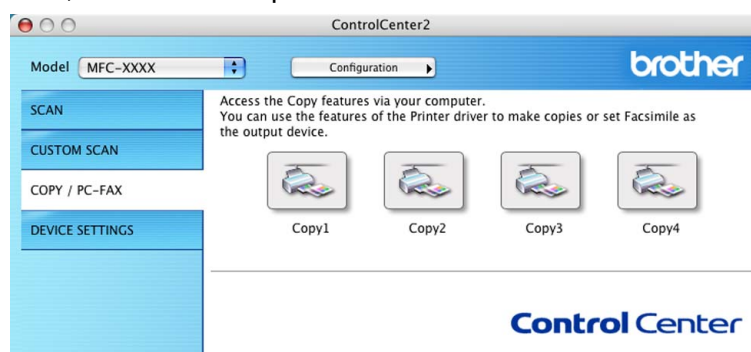 ControlCenter2
Model MFC-XXXX Configuration brother
SCAN
CUSTOM SCAN
COPY / PC-FAX
DEVICE SETTINGS
Access the Copy features via your computer.
You can use the features of the Printer driver to make copies or set Facsimile as
the output device.
Copy1 Copy2 Copy3 Copy4
Control Center